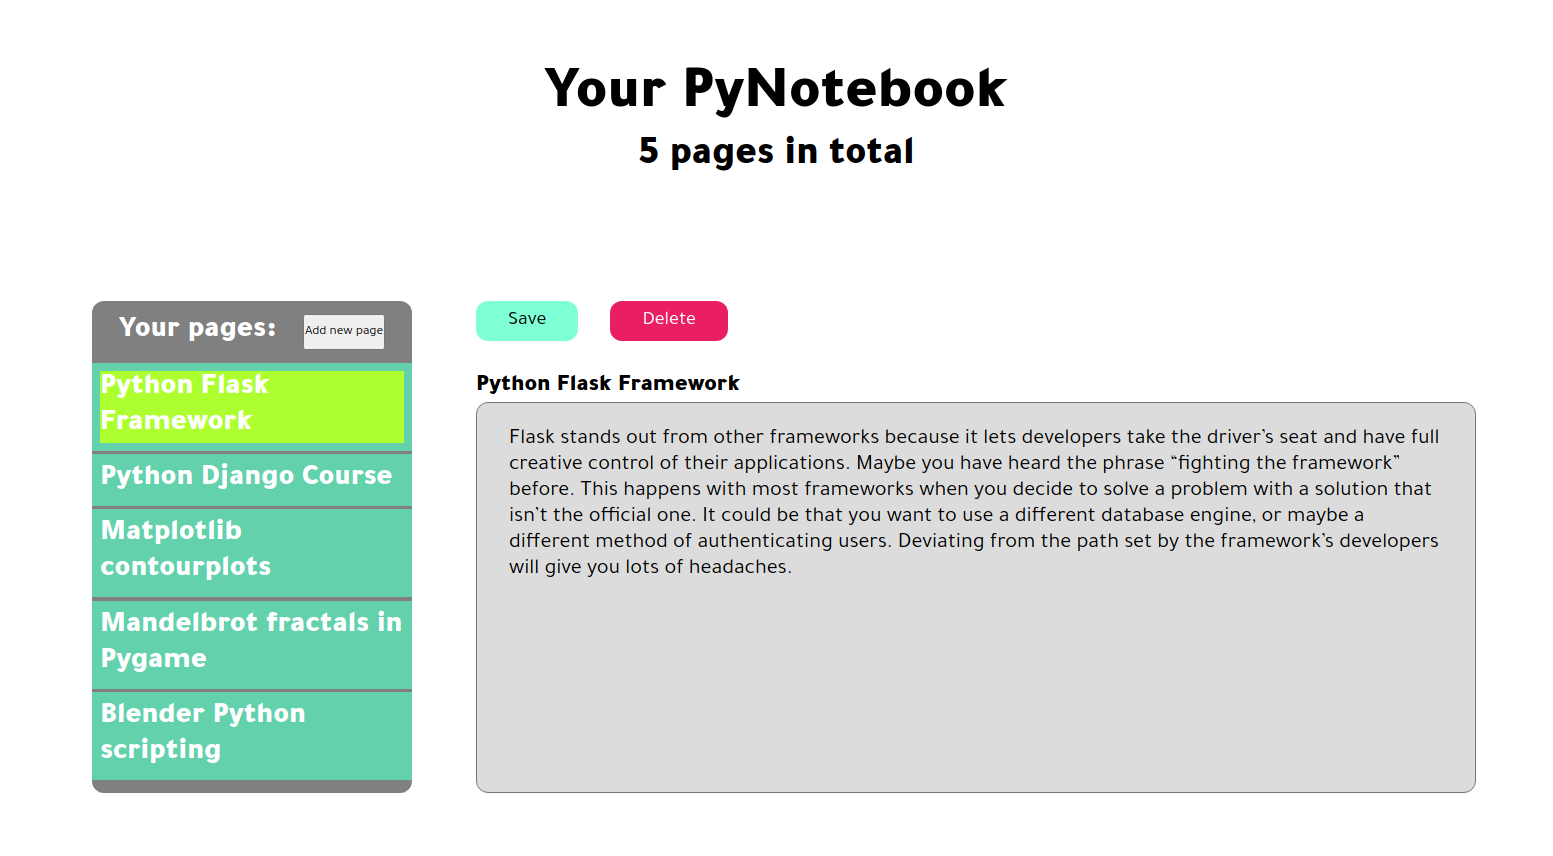 Your PyNotebook
5 pages in total
Your pages:
Add new page
Python Flask
Framework
Python Django Course
Matplotlib
contourplots
Mandelbrot fractals in
Pygame
Blender Python
scripting
Save
Delete
Python Flask Framework
Flask stands out from other frameworks because it lets developers take the driver’s seat and have full
creative control of their applications. Maybe you have heard the phrase “fighting the framework”
before. This happens with most frameworks when you decide to solve a problem with a solution that
isn’t the official one. It could be that you want to use a different database engine, or maybe a
different method of authenticating users. Deviating from the path set by the framework’s developers
will give you lots of headaches.